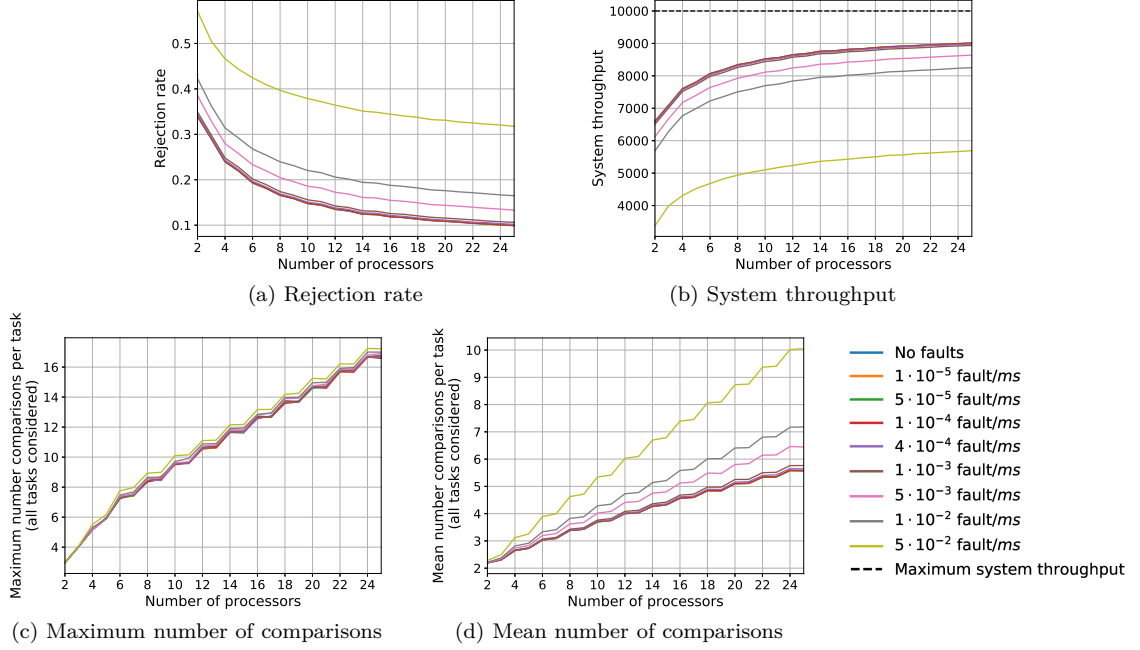 0.5
0.4
0.3
0.2
0.1
Rejection rate
2 4 6 8 10 12 14 16 18 20 22 24
Number of processors
(a) Rejection rate
10000
9000
8000
7000
6000
5000
4000
System throughput
2 4 6 8 10 12 14 16 18 20 22 24
Number of processors
(b) System throughput
16
14
12
10
8
6
4
Maximum number comparisons per task
(all tasks considered)
2 4 6 8 10 12 14 16 18 20 22 24
Number of processors
(c) Maximum number of comparisons
10
9
8
7
6
5
4
3
2
Mean number comparisons per task
(all tasks considered)
2 4 6 8 10 12 14 16 18 20 22 24
Number of processors
(d) Mean number of comparisons
No faults
1 · 10⁻⁵ fault/ms
5 · 10⁻⁵ fault/ms
1 · 10⁻⁴ fault/ms
4 · 10⁻⁴ fault/ms
1 · 10⁻³ fault/ms
5 · 10⁻³ fault/ms
1 · 10⁻² fault/ms
5 · 10⁻² fault/ms
Maximum system throughput